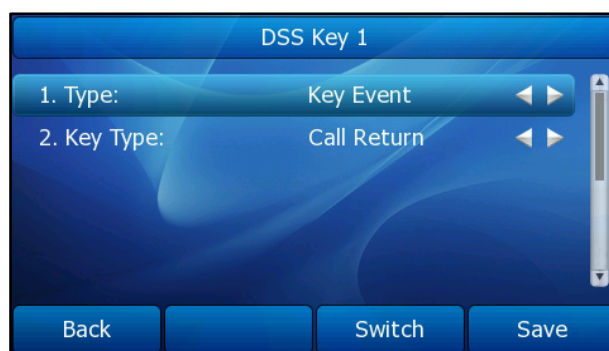 DSS Key 1
1. Type: Key Event
2. Key Type: Call Return
Back Switch Save